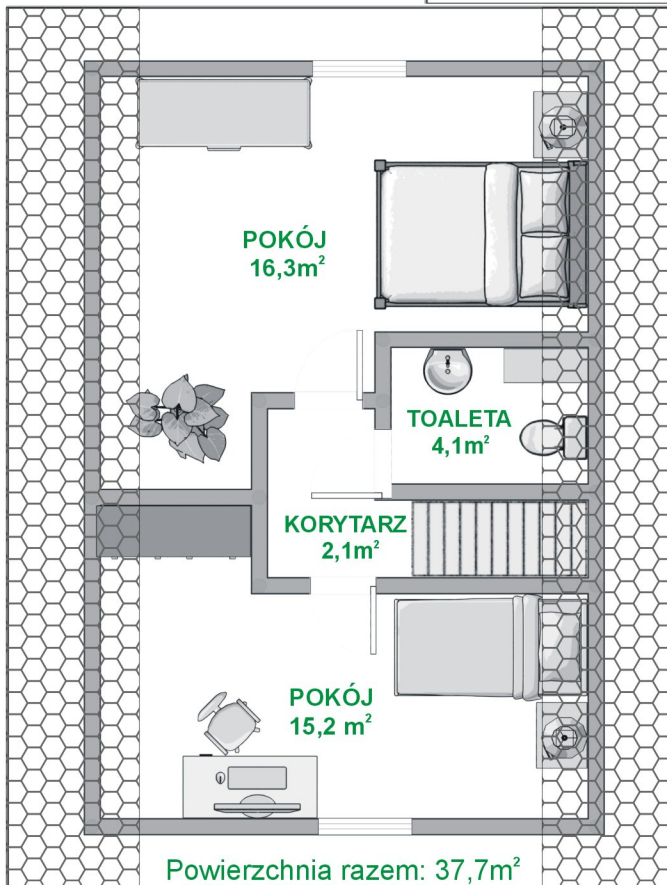 POKÓJ
16,3m²
TOALETA
4,1m²
KORYTARZ
2,1m²
POKÓJ
15,2 m²
Powierzchnia razem: 37,7m²